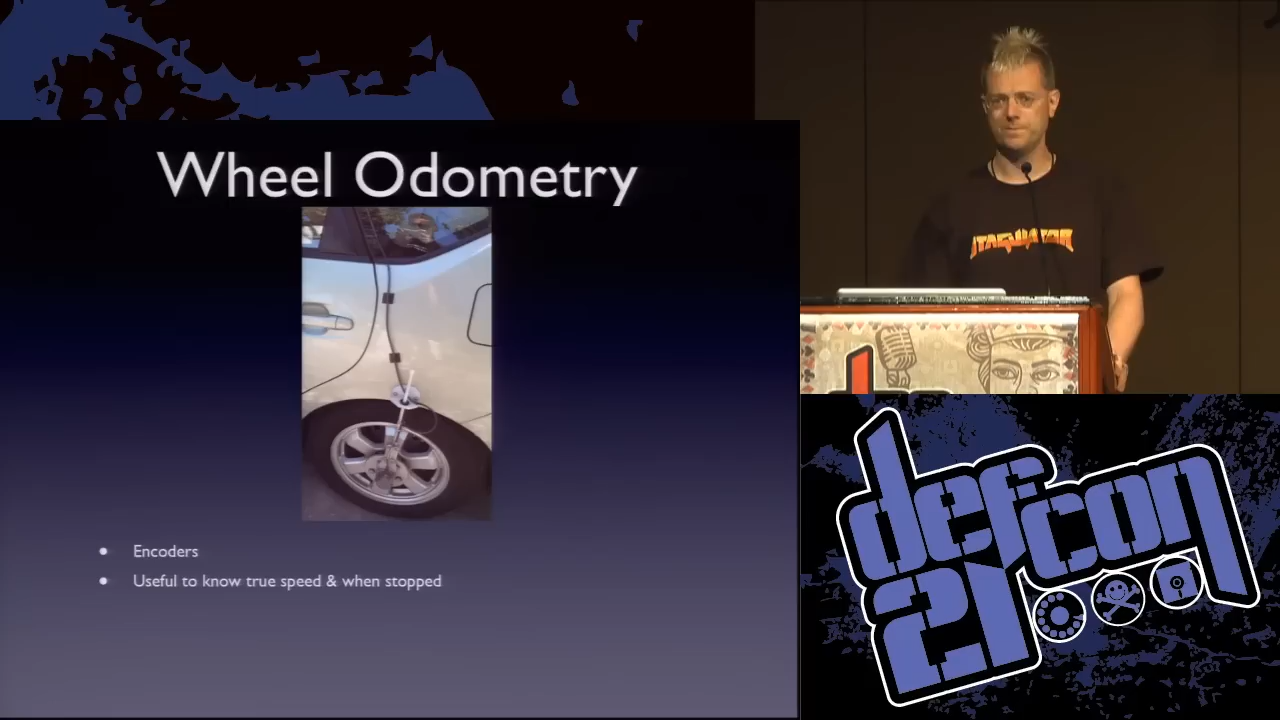 Wheel Odometry
Encoders
Useful to know true speed & when stopped
defcon
21